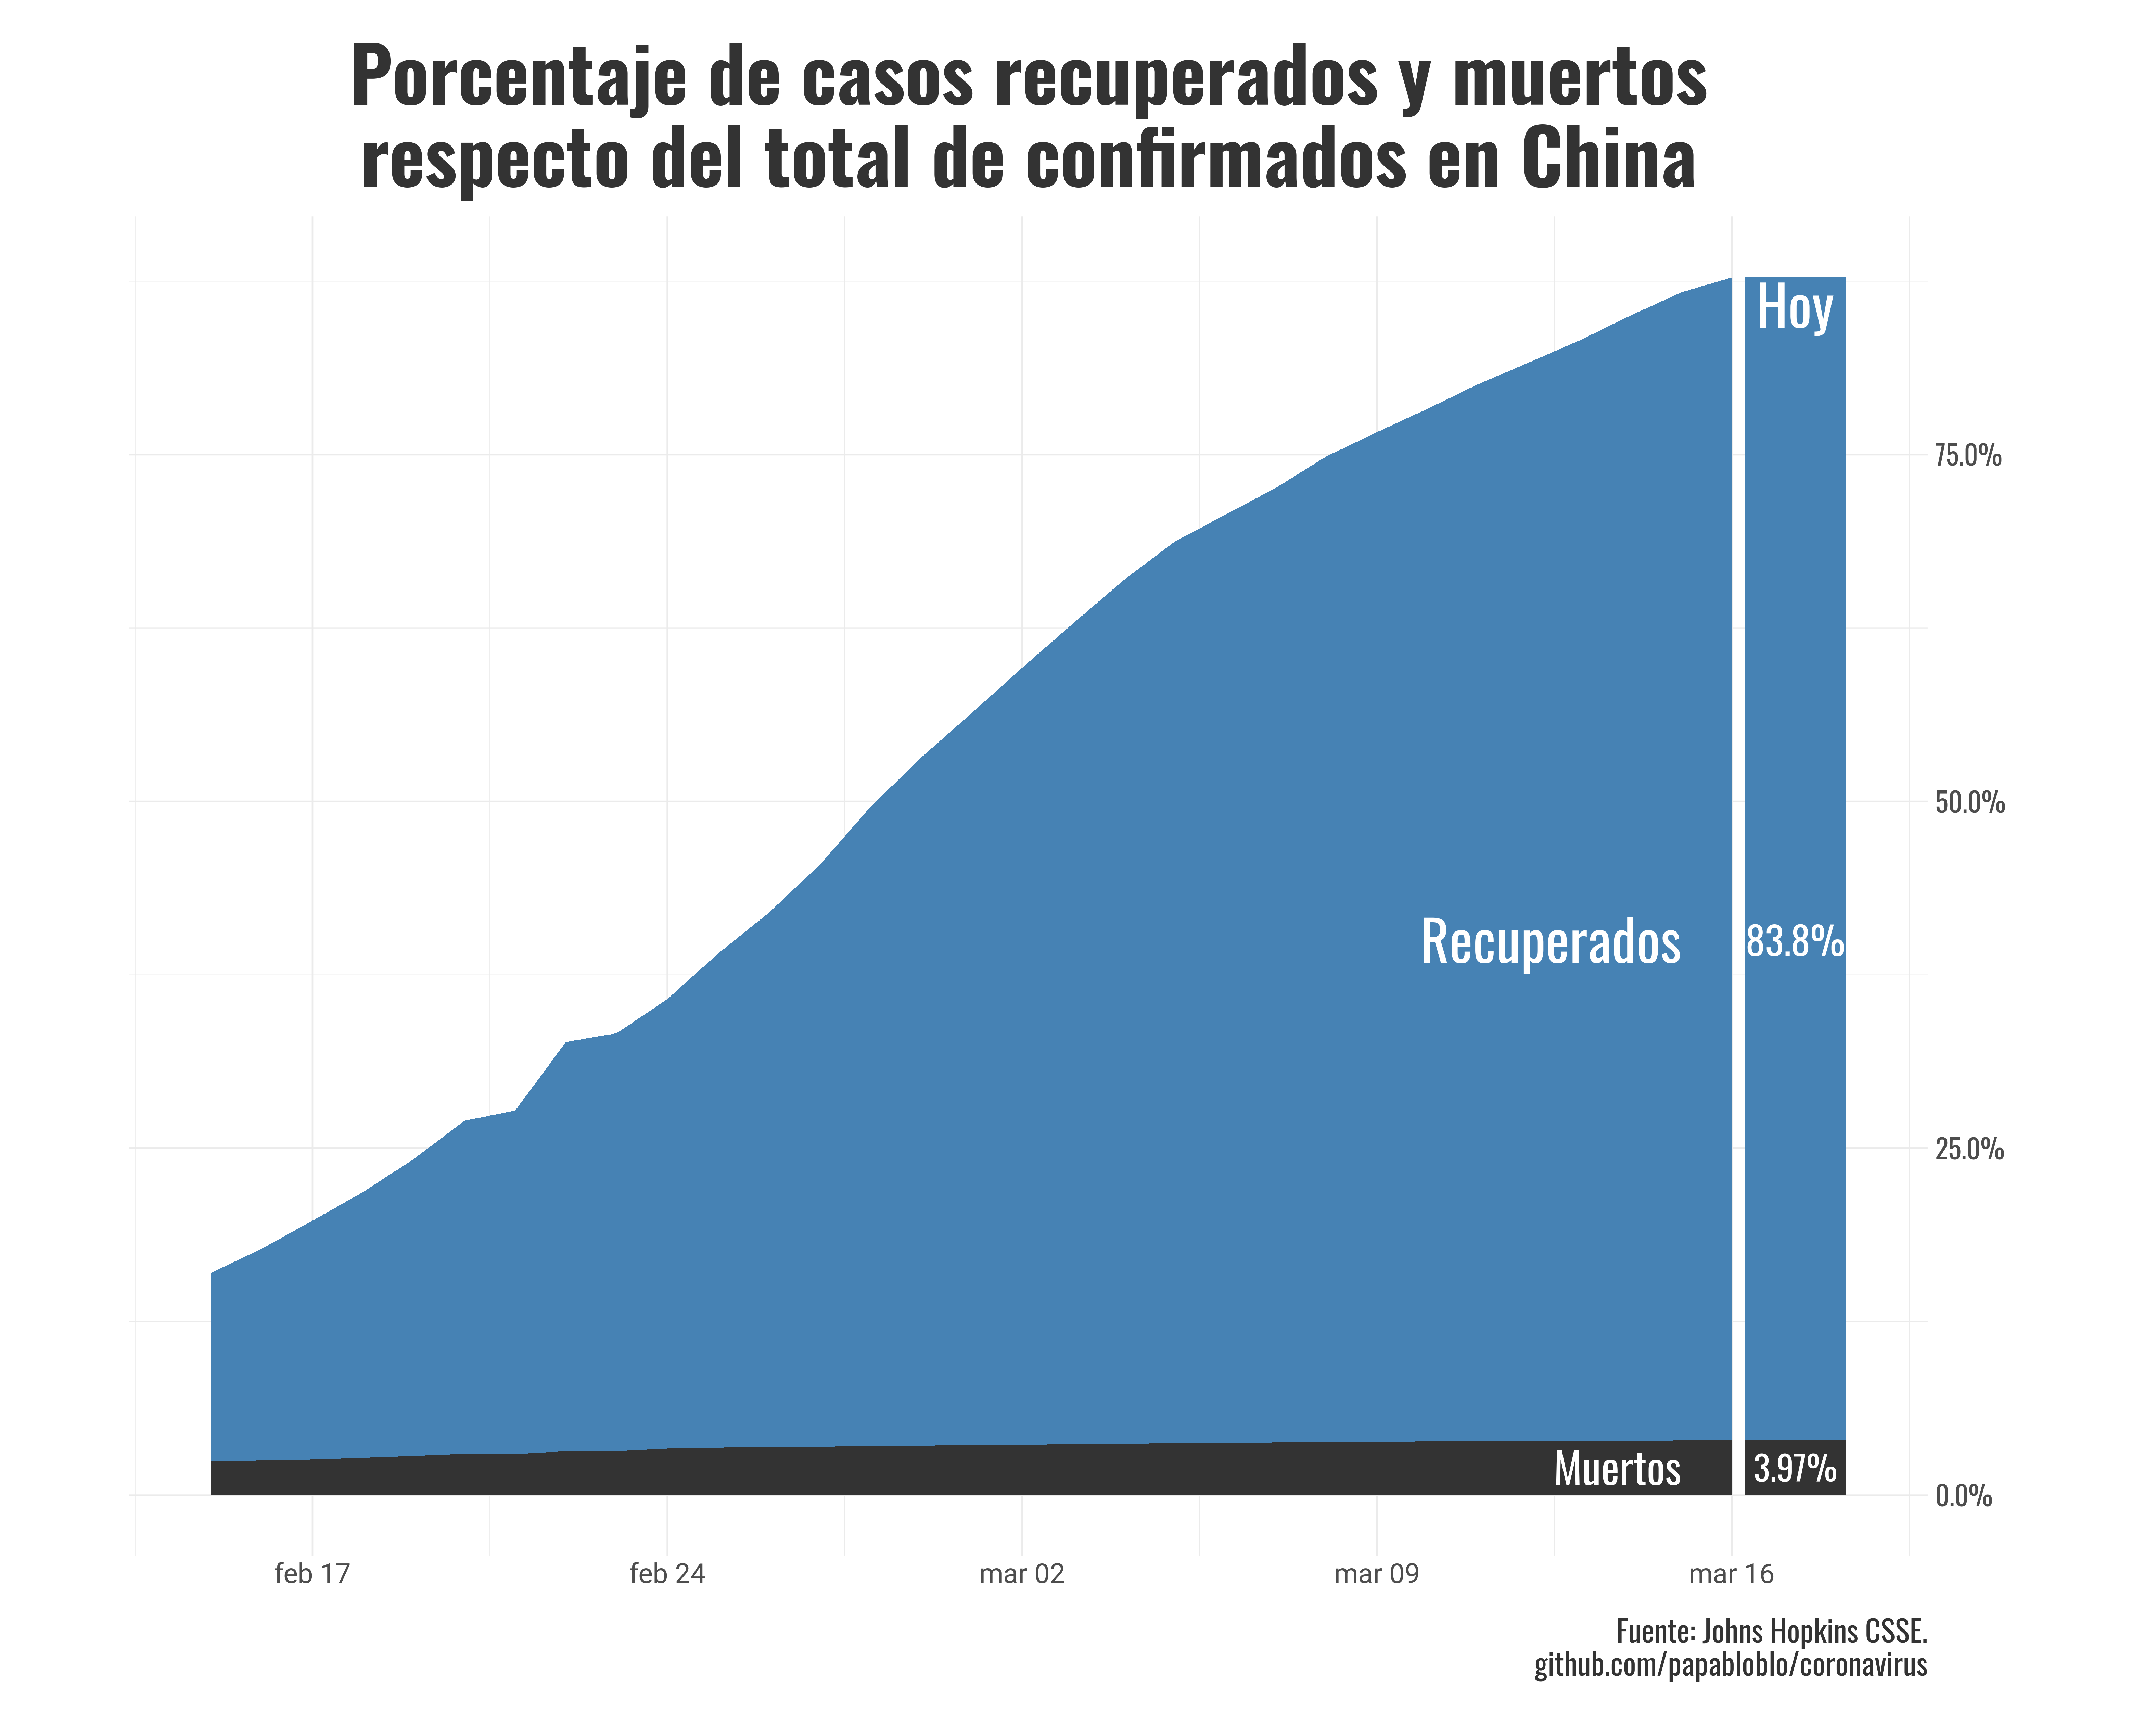 Porcentaje de casos recuperados y muertos
respecto del total de confirmados en China
Hoy
75.0%
50.0%
Recuperados
83.8%
25.0%
Muertos
3.97%
0.0%
feb 17
feb 24
mar 02
mar 09
mar 16
Fuente: Johns Hopkins CSSE.
github.com/papabloblo/coronavirus